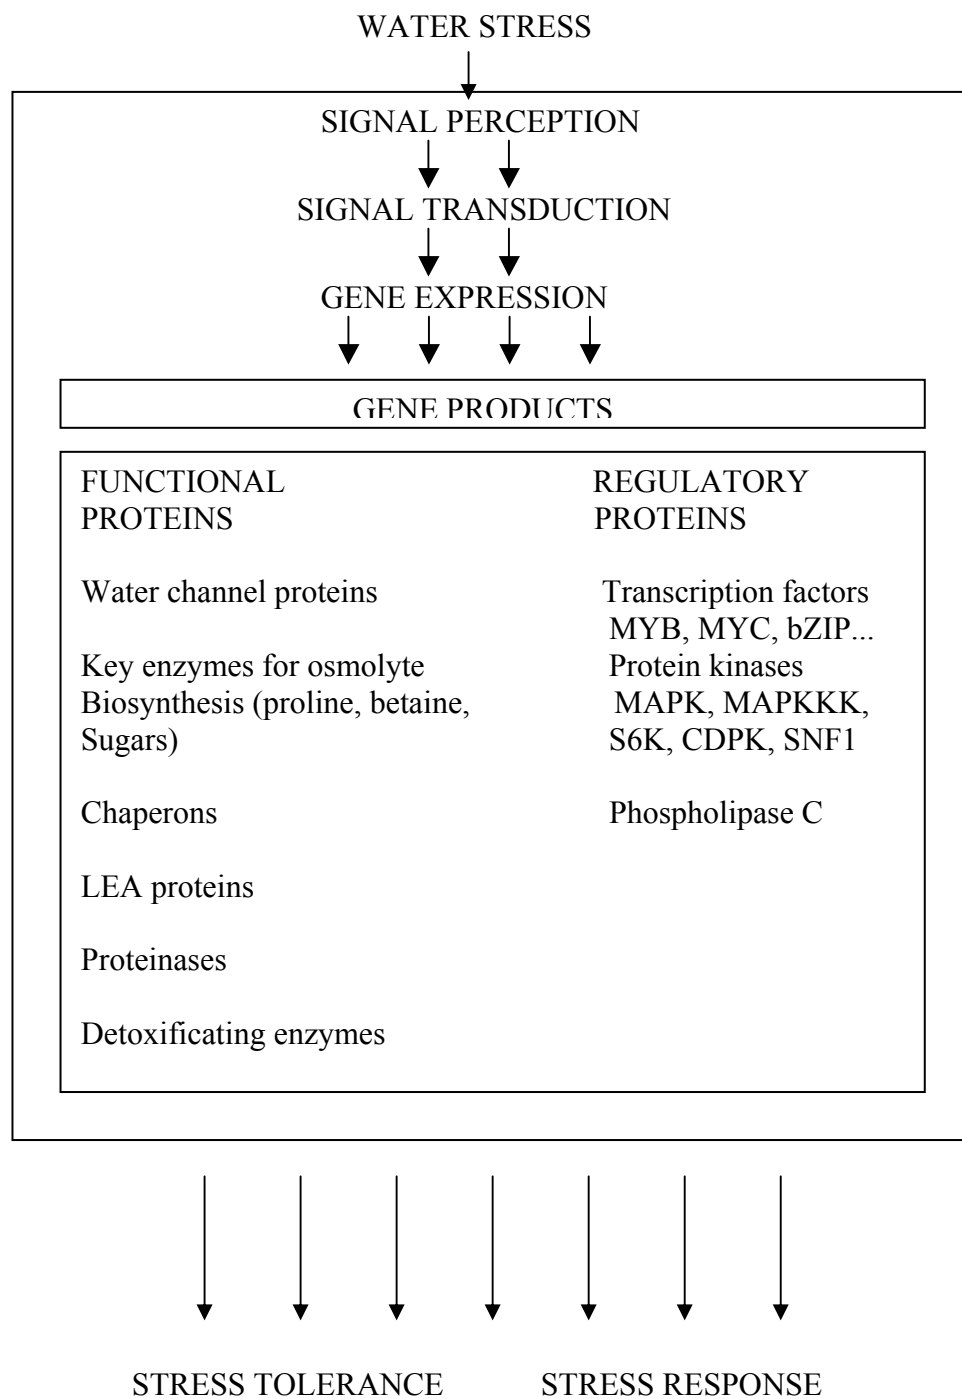 WATER STRESS
SIGNAL PERCEPTION
SIGNAL TRANSDUCTION
GENE EXPRESSION
GENE PRODUCTS
FUNCTIONAL
PROTEINS
Water channel proteins
Key enzymes for osmolyte
Biosynthesis (proline, betaine,
Sugars)
Chaperons
LEA proteins
Proteinases
Detoxificating enzymes
REGULATORY
PROTEINS
Transcription factors
MYB, MYC, bZIP...
Protein kinases
MAPK, MAPKKK,
S6K, CDPK, SNF1
Phospholipase C
STRESS TOLERANCE
STRESS RESPONSE